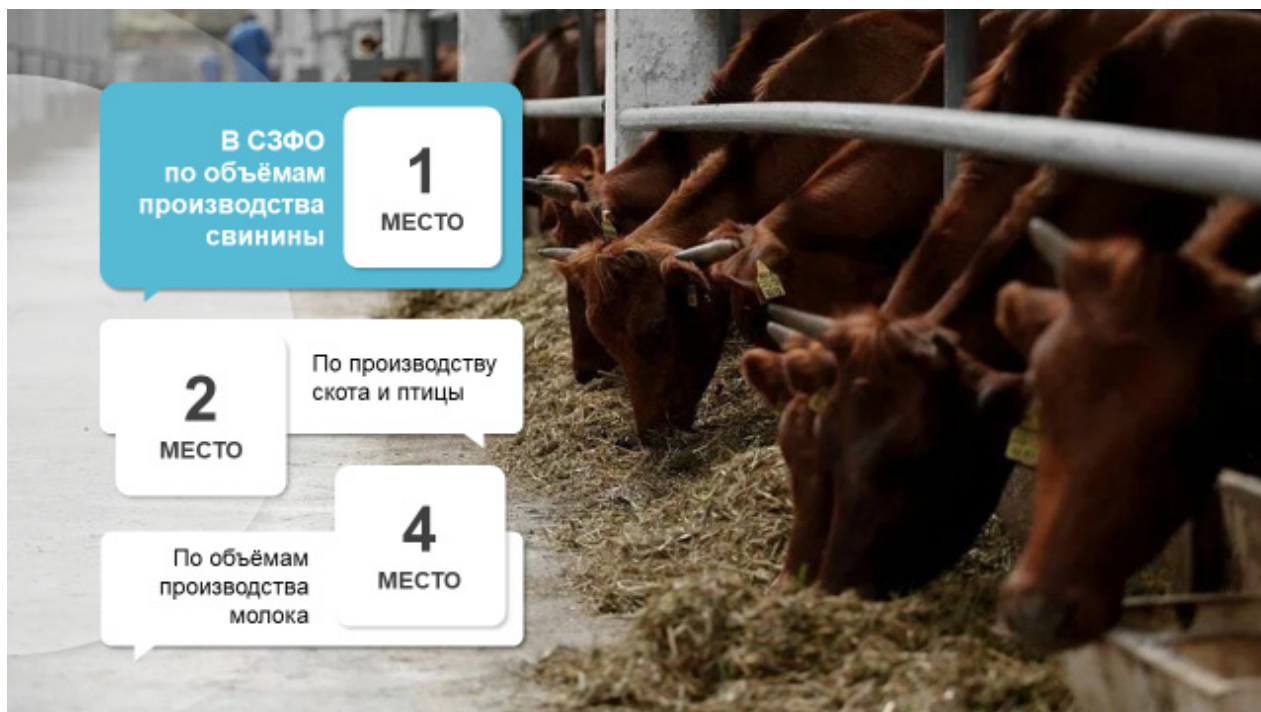 В СЗФО
по объёмам
производства
свинины
1
МЕСТО
2
МЕСТО
По производству
скота и птицы
4
МЕСТО
По объёмам
производства
молока